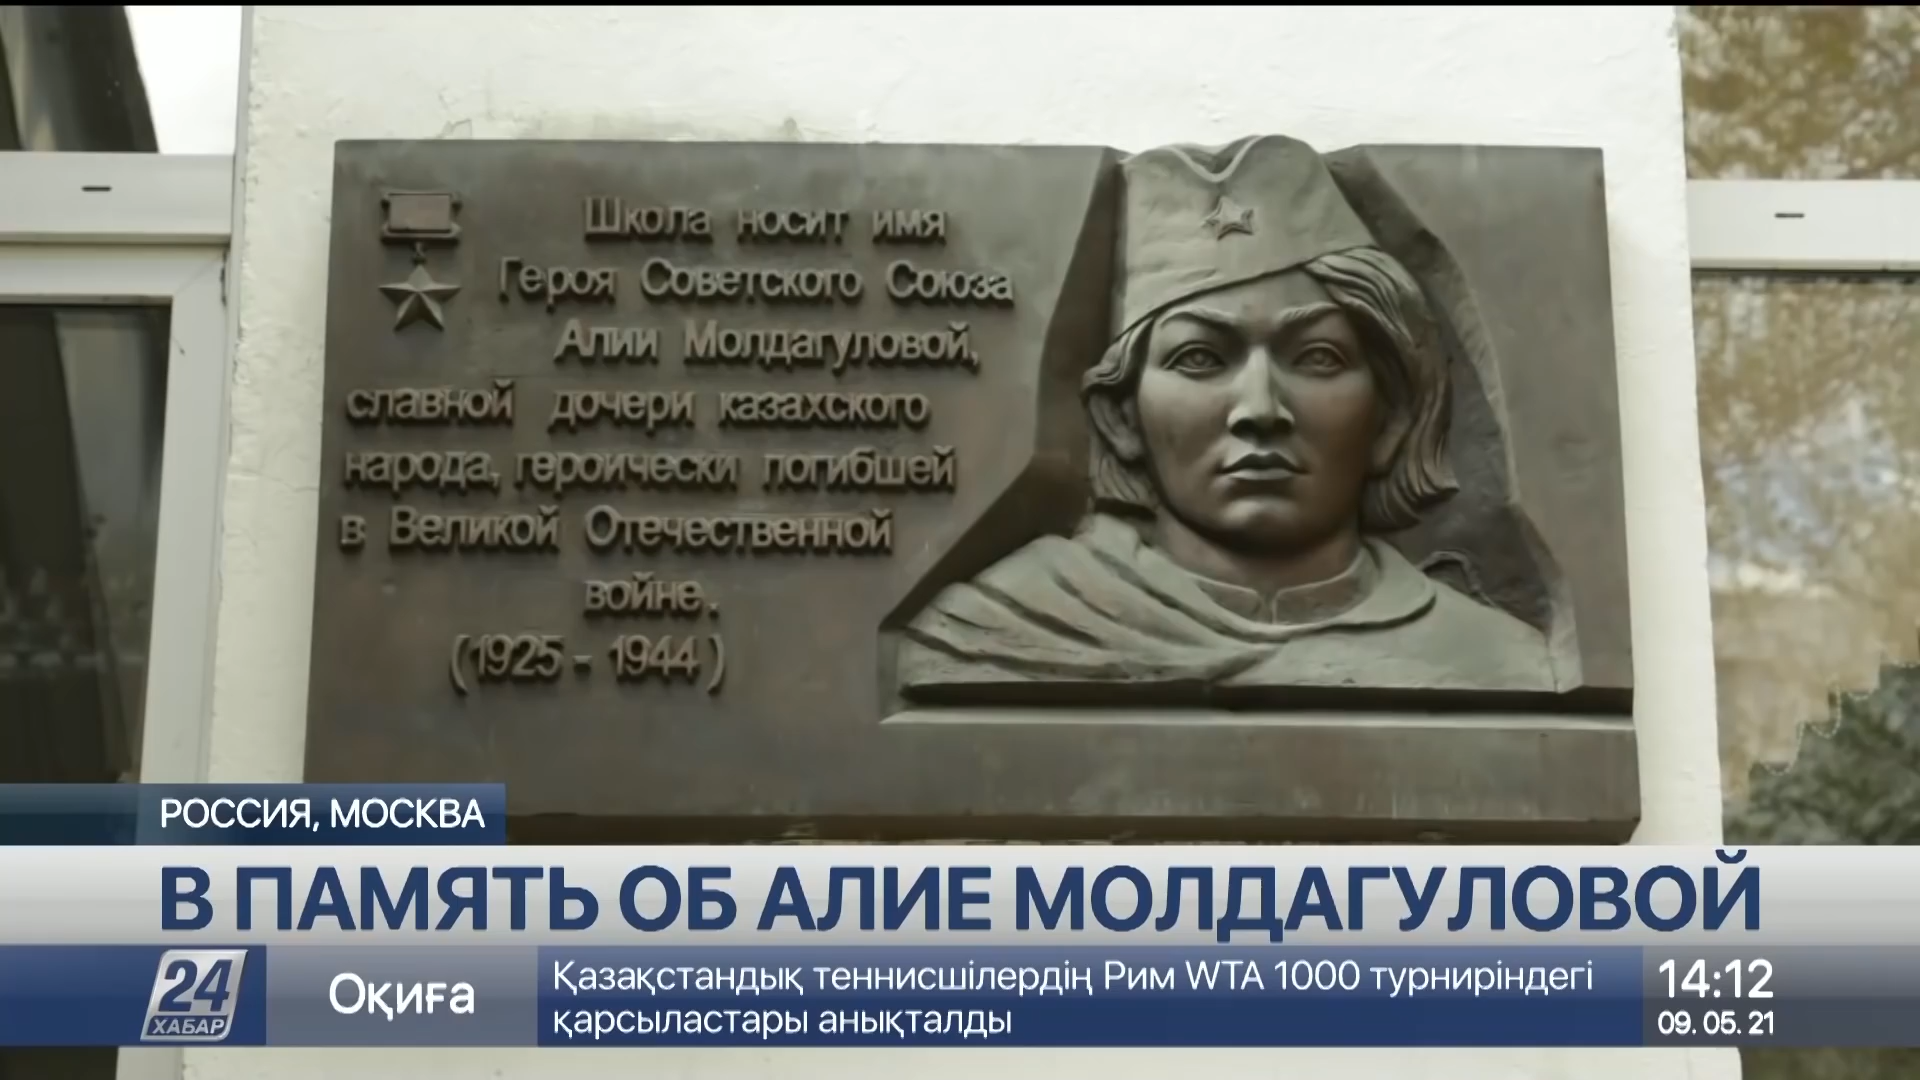 Школа носит имя
Героя Советского Союза
Алии Молдагуловой,
славной дочери казахского
народа, героически погибшей
в Великой Отечественной
войне.
(1925 - 1944)
РОССИЯ, МОСКВА
В ПАМЯТЬ ОБ АЛИЕ МОЛДАГУЛОВОЙ
24
ХАБАР
Оқиға
Қазақстандық теннисшілердің Рим WTA 1000 турниріндегі
қарсыластары анықталды
14:12
09. 05. 21